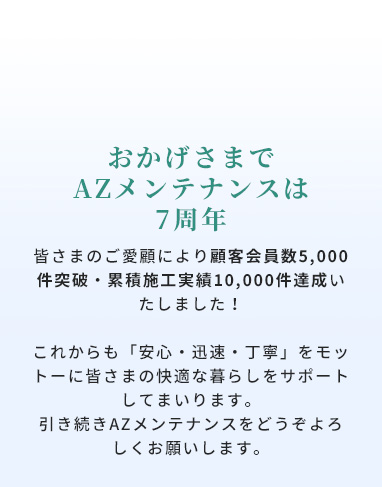 おかげさまで
AZメンテナンスは
7周年
皆さまのご愛顧により顧客会員数5,000
件突破・累積施工実績10,000件達成い
たしました！
これからも「安心・迅速・丁寧」をモッ
トーに皆さまの快適な暮らしをサポート
してまいります。
引き続きAZメンテナンスをどうぞよろ
しくお願いします。